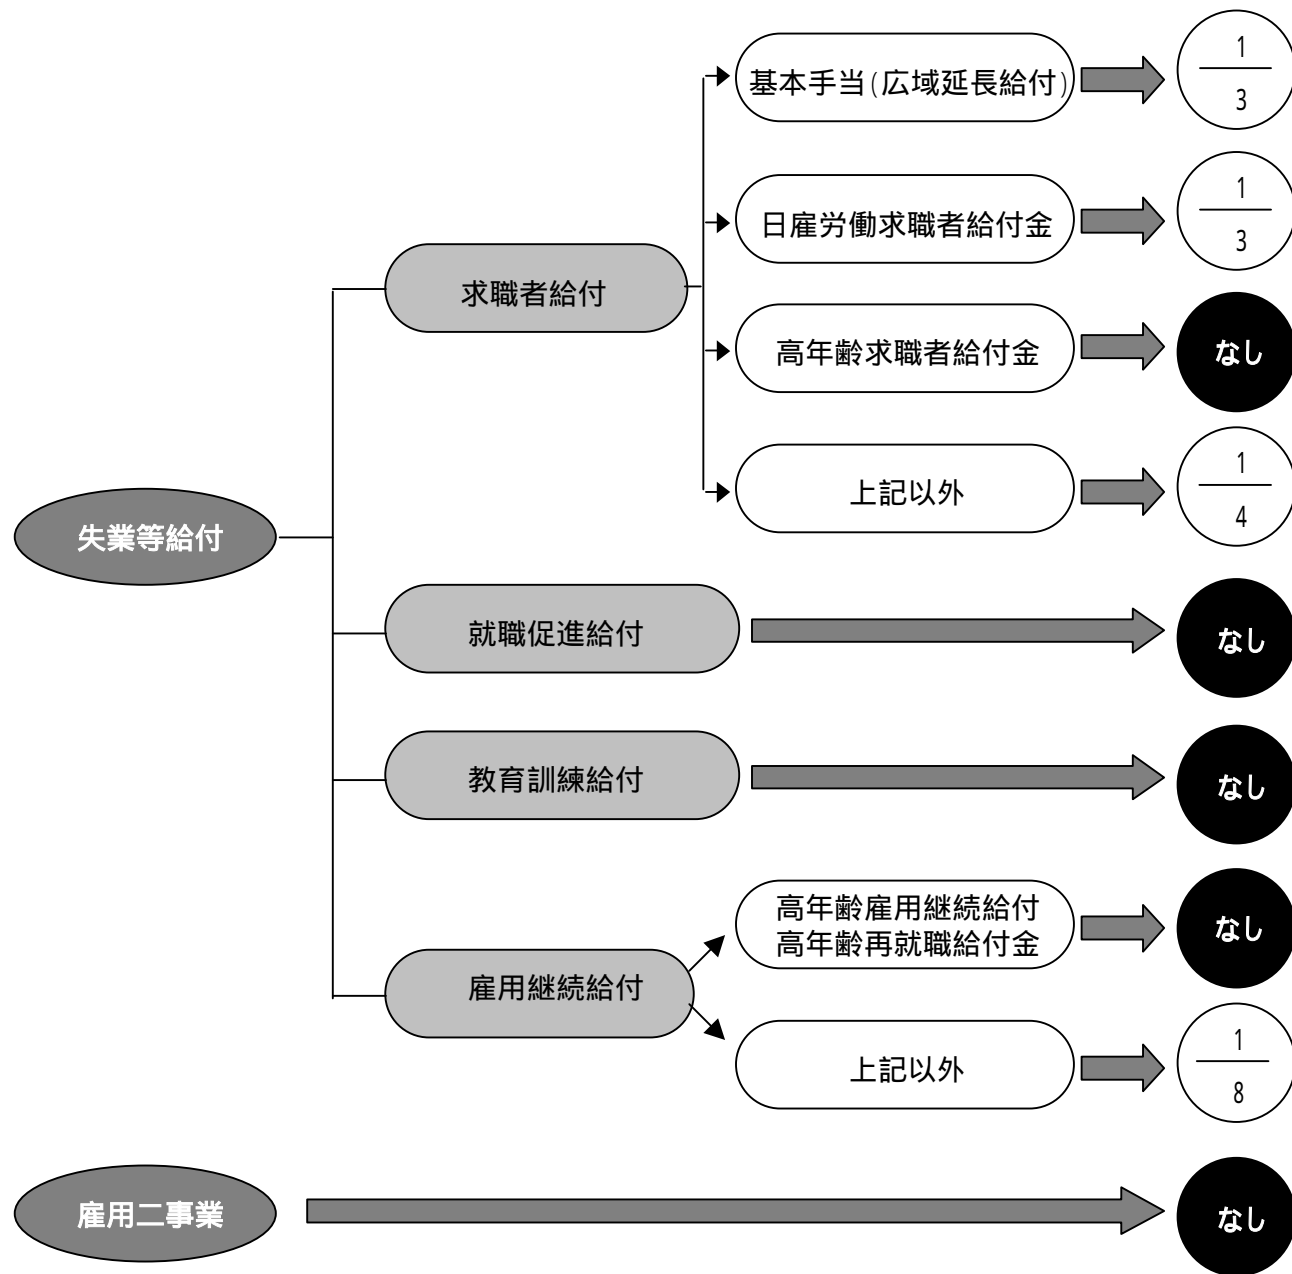 基本手当(広域延長給付)
1
3
日雇労働求職者給付金
1
3
求職者給付
高年齢求職者給付金
なし
上記以外
1
4
失業等給付
就職促進給付
なし
教育訓練給付
なし
高年齢雇用継続給付
高年齢再就職給付金
なし
雇用継続給付
上記以外
1
8
雇用二事業
なし